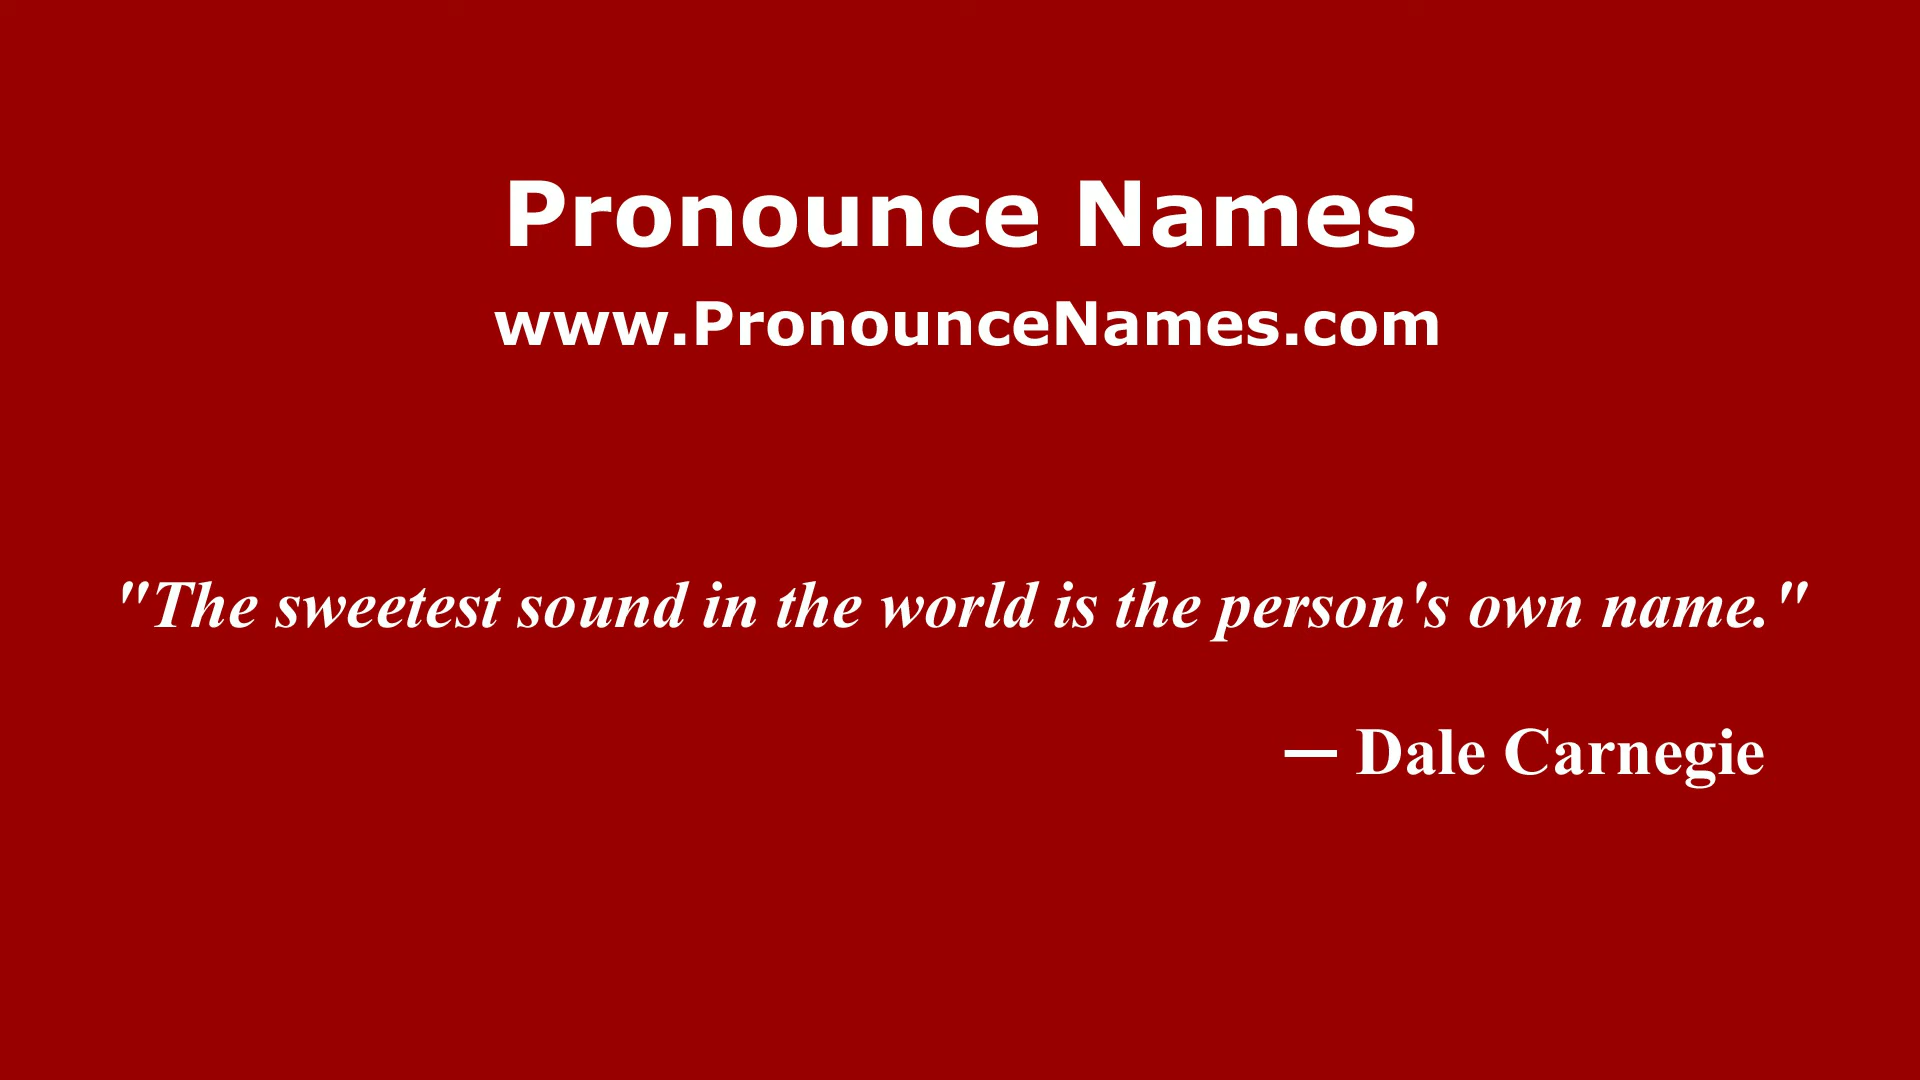 Pronounce Names
www.PronounceNames.com
"The sweetest sound in the world is the person's own name."
— Dale Carnegie